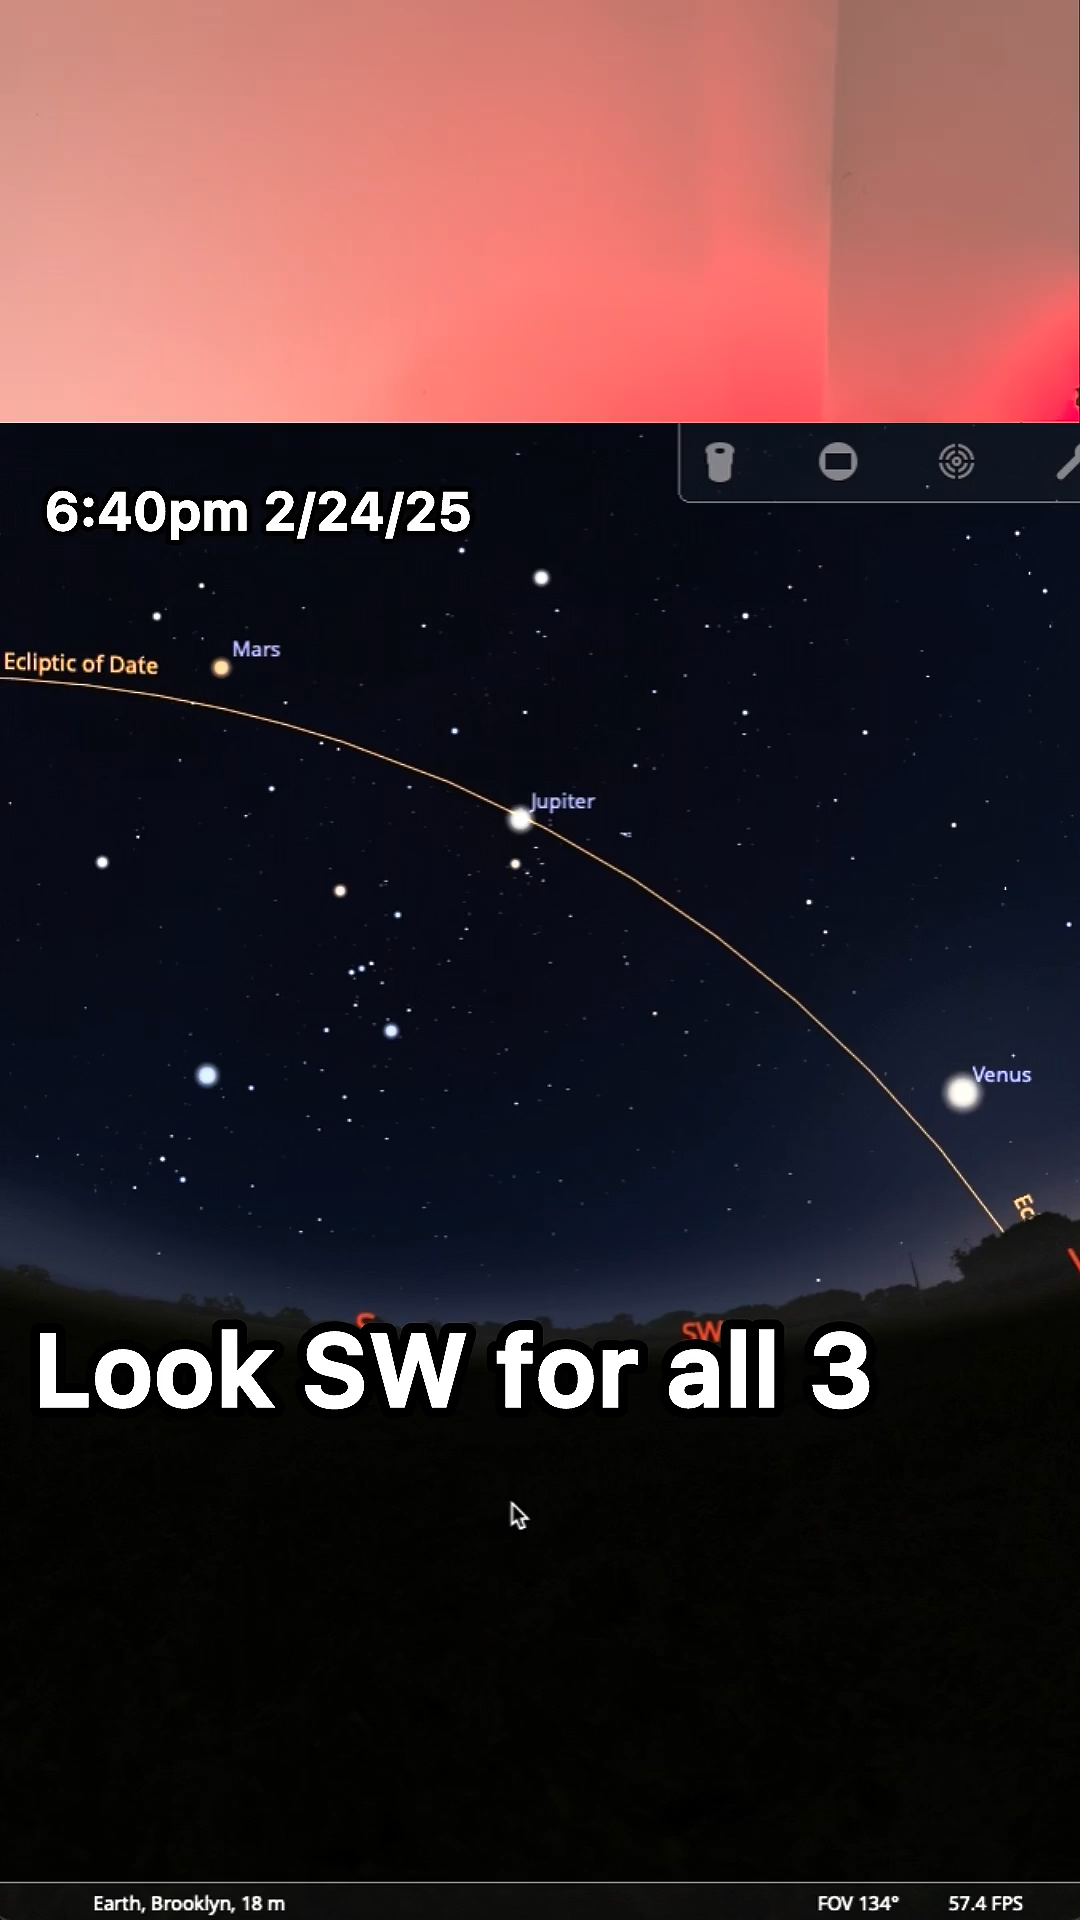 6:40pm 2/24/25
Mars
Ecliptic of Date
Jupiter
Venus
Ec
S
SW
Look SW for all 3
Earth, Brooklyn, 18 m
FOV 134°
57.4 FPS